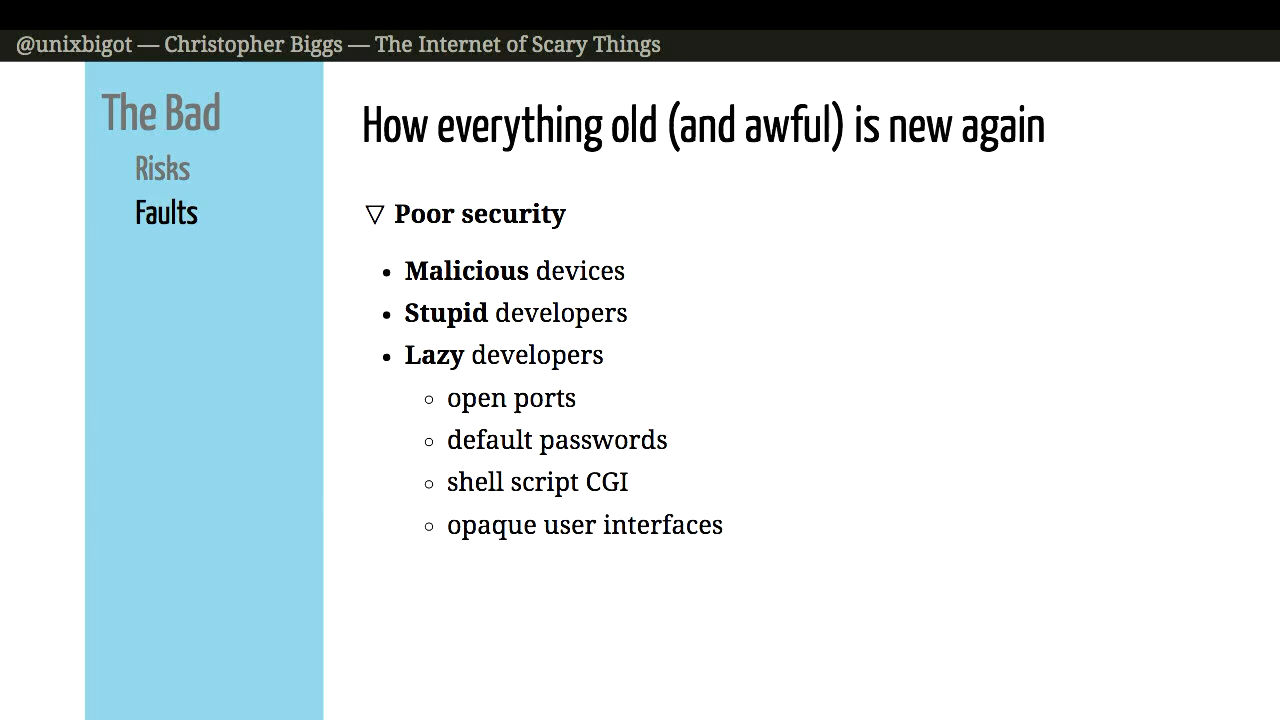 @unixbigot — Christopher Biggs — The Internet of Scary Things
The Bad
Risks
Faults
How everything old (and awful) is new again
▽ Poor security
• Malicious devices
• Stupid developers
• Lazy developers
◦ open ports
◦ default passwords
◦ shell script CGI
◦ opaque user interfaces